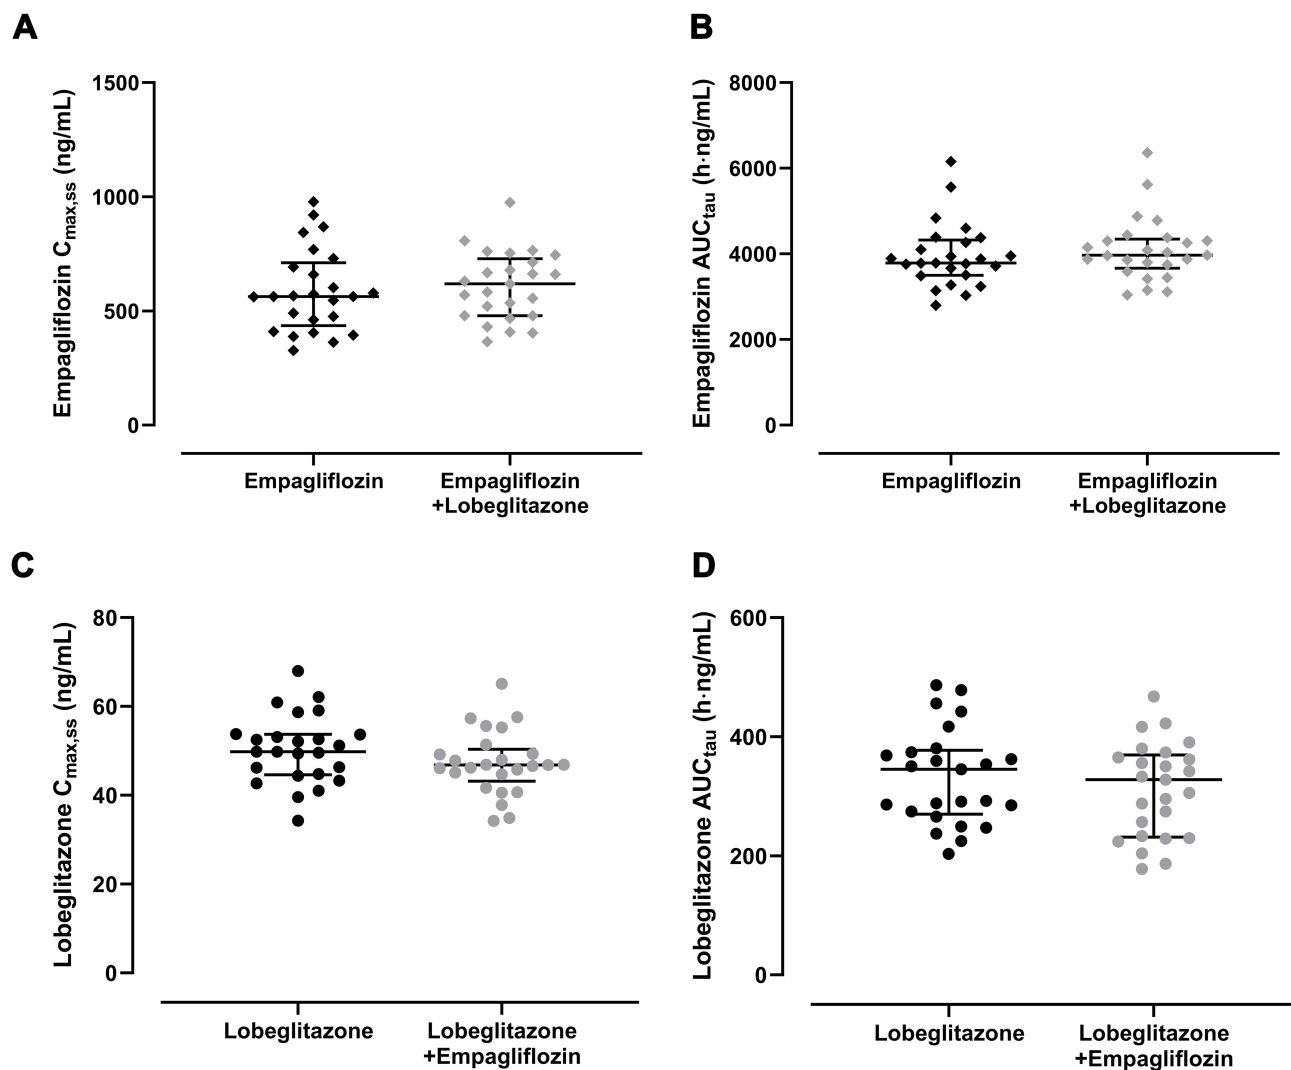 A
Empagliflozin Cmax,ss (ng/mL)
1500
1000
500
0
Empagliflozin
Empagliflozin
+Lobeglitazone
B
Empagliflozin AUCtau (h·ng/mL)
8000
6000
4000
2000
0
Empagliflozin
Empagliflozin
+Lobeglitazone
C
Lobeglitazone Cmax,ss (ng/mL)
80
60
40
20
0
Lobeglitazone
Lobeglitazone
+Empagliflozin
D
Lobeglitazone AUCtau (h·ng/mL)
600
400
200
0
Lobeglitazone
Lobeglitazone
+Empagliflozin